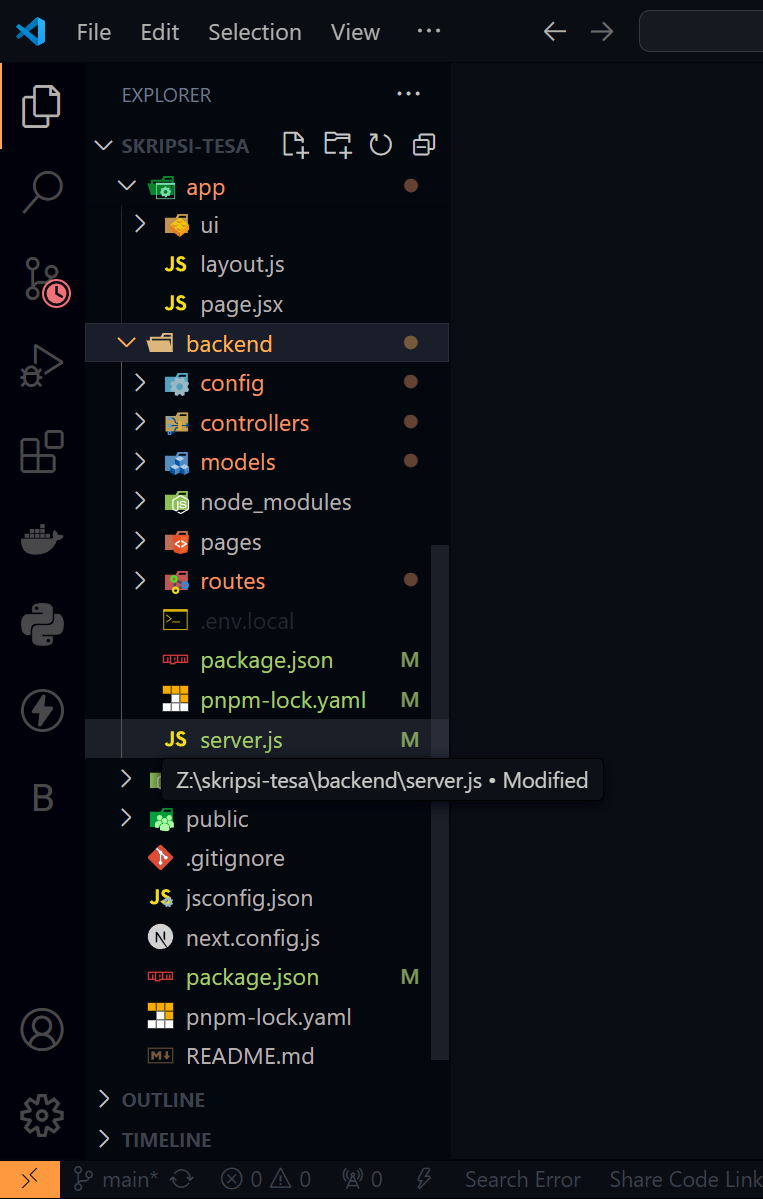 File Edit Selection View ...
EXPLORER ...
SKRIPSI-TESA
app
ui
JS layout.js
JS page.jsx
backend
config
controllers
models
node_modules
pages
routes
.env.local
package.json M
pnpm-lock.yaml M
JS server.js M
Z:\skripsi-tesa\backend\server.js • Modified
public
.gitignore
JS jsconfig.json
N next.config.js
package.json M
pnpm-lock.yaml
M README.md
B
OUTLINE
TIMELINE
main* 0 0 0 Search Error Share Code Link